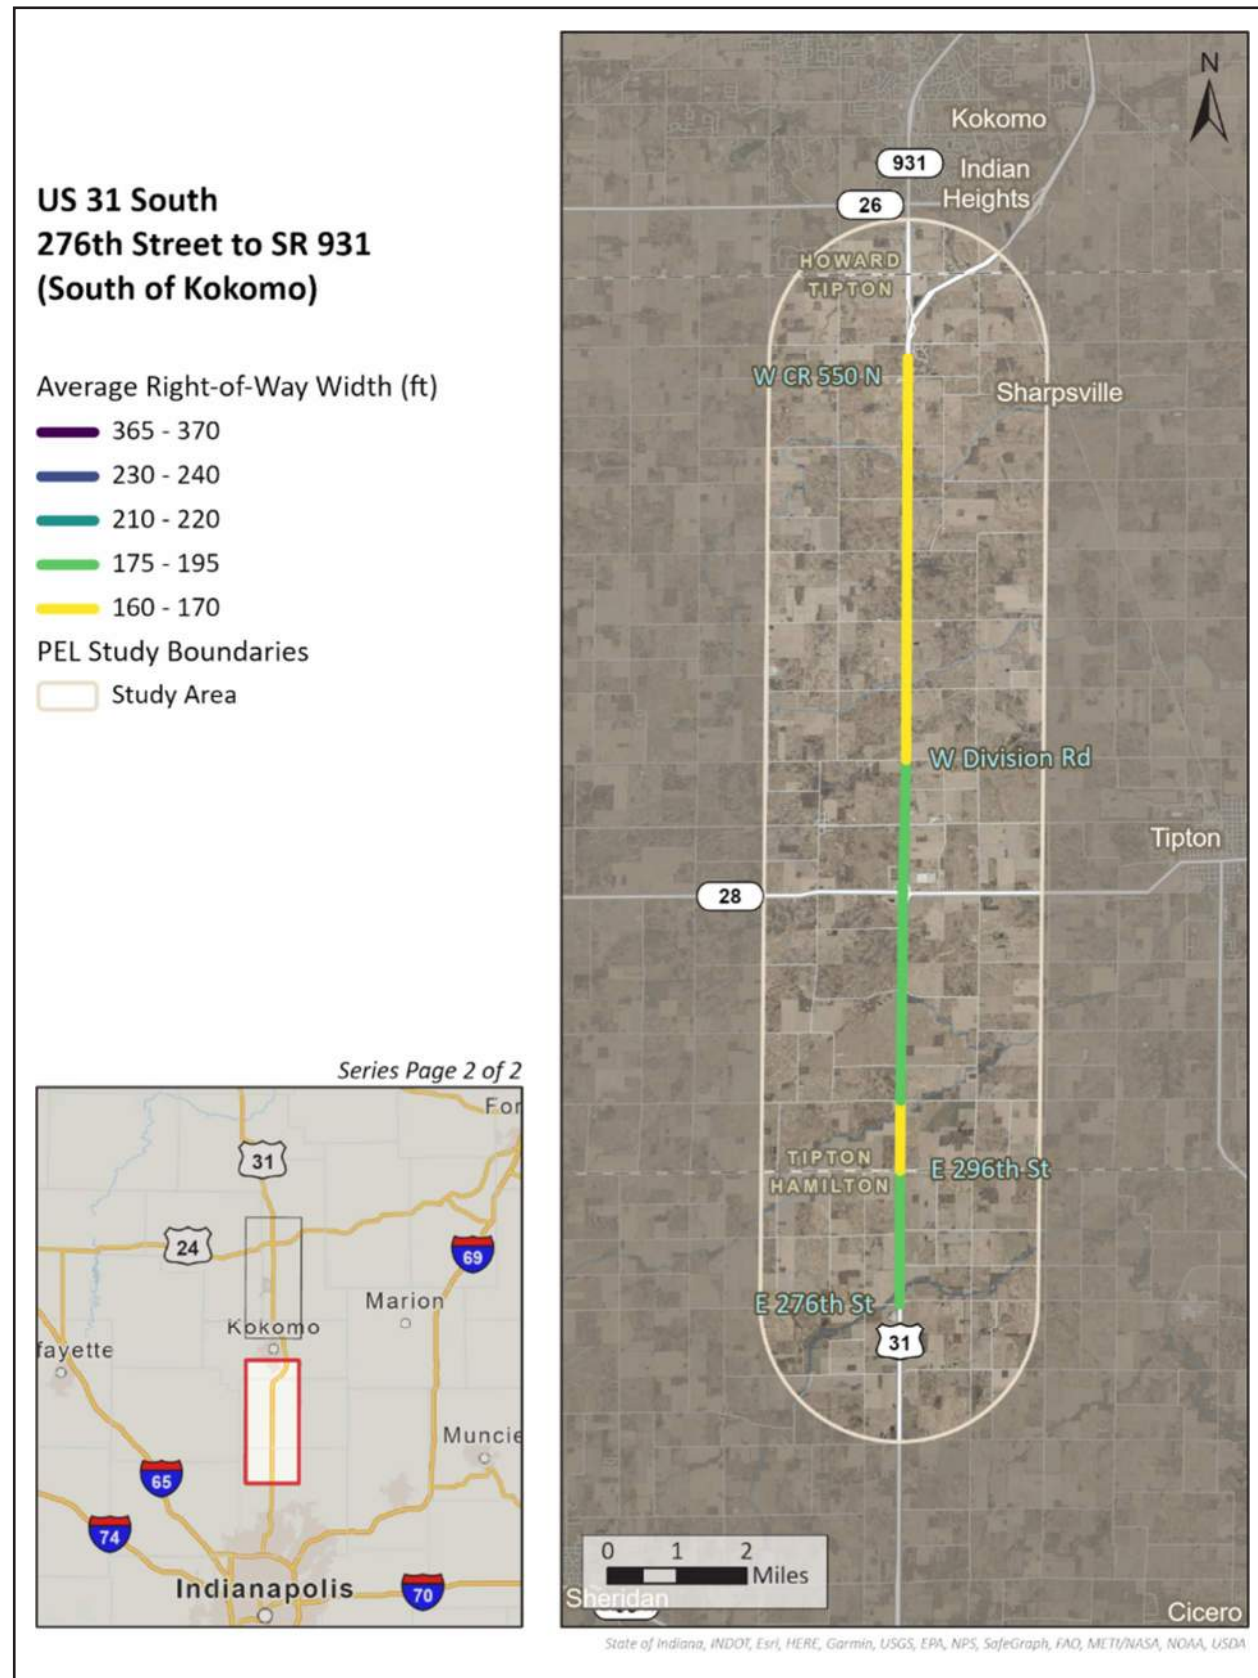 US 31 South
276th Street to SR 931
(South of Kokomo)
Average Right-of-Way Width (ft)
365 - 370
230 - 240
210 - 220
175 - 195
160 - 170
PEL Study Boundaries
Study Area
Series Page 2 of 2
For
31
24
69
Marion
Kokomo
fayette
Muncie
65
74
Indianapolis
70
N
Kokomo
931
Indian
Heights
26
HOWARD
TIPTON
W CR 550 N
Sharpsville
W Division Rd
Tipton
28
TIPTON
E 296th St
HAMILTON
E 276th St
31
0 1 2
Miles
Sheridan
Cicero
State of Indiana, INDOT, Esri, HERE, Garmin, USGS, EPA, NPS, SafeGraph, FAO, METI/NASA, NOAA, USDA